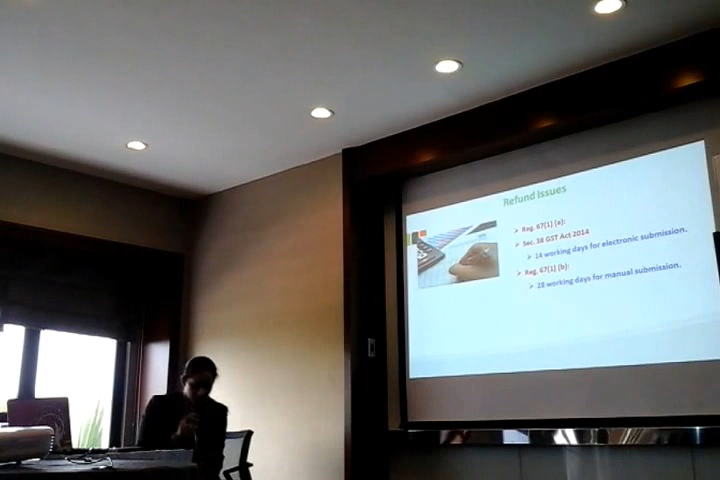 Refund Issues
Reg. 67(1) (a):
Sec. 38 GST Act 2014
14 working days for electronic submission.
Reg. 67(1) (b):
28 working days for manual submission.